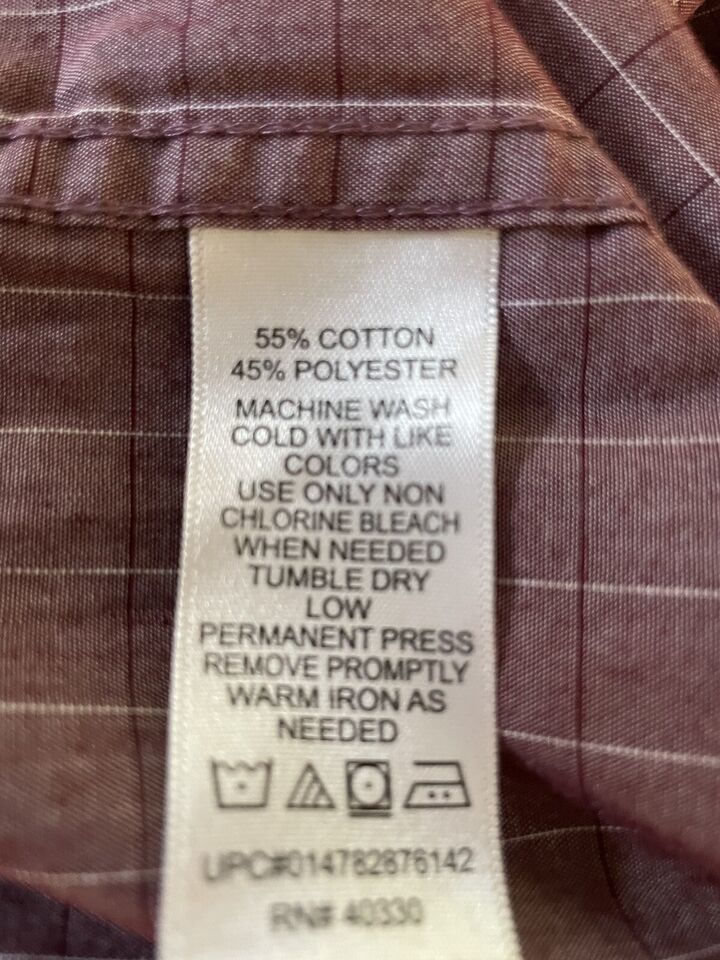 55% COTTON
45% POLYESTER
MACHINE WASH
COLD WITH LIKE
COLORS
USE ONLY NON
CHLORINE BLEACH
WHEN NEEDED
TUMBLE DRY
LOW
PERMANENT PRESS
REMOVE PROMPTLY
WARM IRON AS
NEEDED
UPC#014782876142
RN# 40330